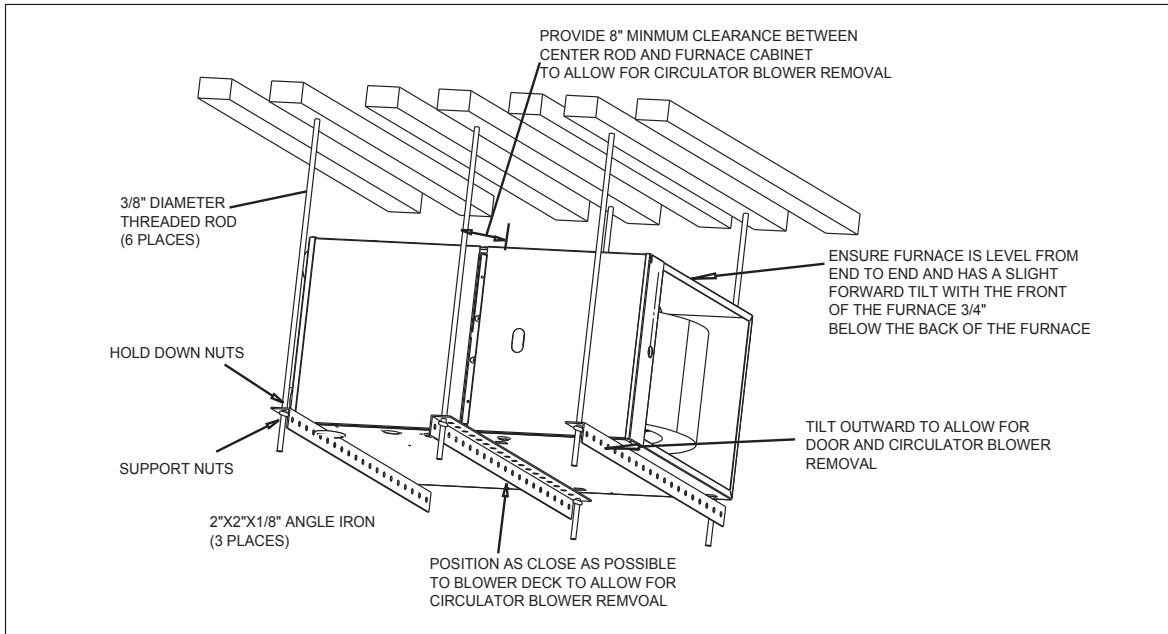 PROVIDE 8" MINMUM CLEARANCE BETWEEN
CENTER ROD AND FURNACE CABINET
TO ALLOW FOR CIRCULATOR BLOWER REMOVAL
3/8" DIAMETER
THREADED ROD
(6 PLACES)
ENSURE FURNACE IS LEVEL FROM
END TO END AND HAS A SLIGHT
FORWARD TILT WITH THE FRONT
OF THE FURNACE 3/4"
BELOW THE BACK OF THE FURNACE
HOLD DOWN NUTS
SUPPORT NUTS
TILT OUTWARD TO ALLOW FOR
DOOR AND CIRCULATOR BLOWER
REMOVAL
2"X2"X1/8" ANGLE IRON
(3 PLACES)
POSITION AS CLOSE AS POSSIBLE
TO BLOWER DECK TO ALLOW FOR
CIRCULATOR BLOWER REMVOAL